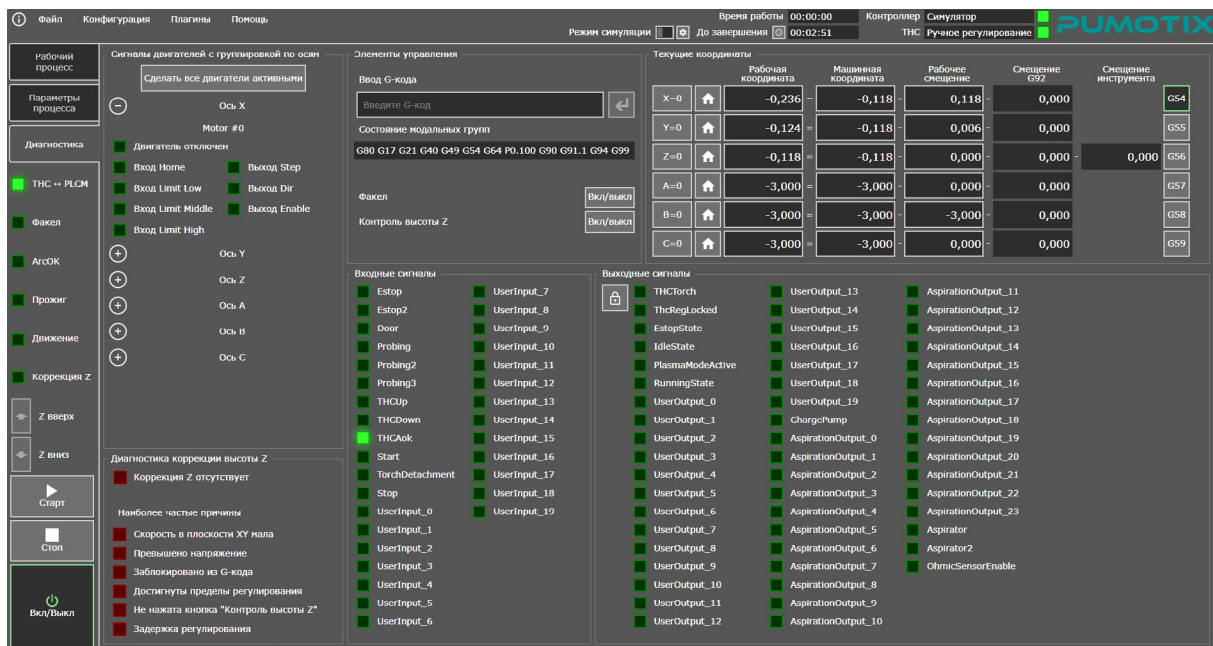 Файл Конфигурация Плагины Помощь
Время работы 00:00:00 Контроллер Симулятор
Режим симуляции До завершения 00:02:51 ТНС Ручное регулирование
PUMOTIX
Рабочий процесс
Параметры процесса
Диагностика
THC ↔ PLCM
Факел
ArcOK
Прожиг
Движение
Коррекция Z
Z вверх
Z вниз
Старт
Стоп
Вкл/Выкл
Сигналы двигателей с группировкой по осям
Сделать все двигатели активными
Ось X
Motor #0
Двигатель отключен
Вход Home Выход Step
Вход Limit Low Выход Dir
Вход Limit Middle Выход Enable
Вход Limit High
Ось Y
Ось Z
Ось A
Ось B
Ось C
Диагностика коррекции высоты Z
Коррекция Z отсутствует
Наиболее частые причины
Скорость в плоскости XY мала
Превышено напряжение
Заблокировано из G-кода
Достигнуты пределы регулирования
Не нажата кнопка "Контроль высоты Z"
Задержка регулирования
Элементы управления
Ввод G-кода
Введите G-код
Состояние модальных групп
G80 G17 G21 G40 G49 G54 G64 P0.100 G90 G91.1 G94 G99
Факел Вкл/выкл
Контроль высоты Z Вкл/выкл
Текущие координаты
Рабочая координата Машинная координата Рабочее смещение Смещение G92 Смещение инструмента
X=0 -0,236 = -0,118 - 0,118 - 0,000 G54
Y=0 -0,124 = -0,118 - 0,006 - 0,000 G55
Z=0 -0,118 = -0,118 - 0,000 - 0,000 - 0,000 G56
A=0 -3,000 = -3,000 - 0,000 - 0,000 G57
B=0 -3,000 = -3,000 - -3,000 - 0,000 G58
C=0 -3,000 = -3,000 - 0,000 - 0,000 G59
Входные сигналы
Estop UserInput_7
Estop2 UserInput_8
Door UserInput_9
Probing UserInput_10
Probing2 UserInput_11
Probing3 UserInput_12
THCUp UserInput_13
THCDown UserInput_14
THCAok UserInput_15
Start UserInput_16
TorchDetachment UserInput_17
Stop UserInput_18
UserInput_0 UserInput_19
UserInput_1
UserInput_2
UserInput_3
UserInput_4
UserInput_5
UserInput_6
Выходные сигналы
THCTorch UserOutput_13 AspirationOutput_11
ThcRegLocked UserOutput_14 AspirationOutput_12
EstopState UserOutput_15 AspirationOutput_13
IdleState UserOutput_16 AspirationOutput_14
PlasmaModeActive UserOutput_17 AspirationOutput_15
RunningState UserOutput_18 AspirationOutput_16
UserOutput_0 UserOutput_19 AspirationOutput_17
UserOutput_1 ChargePump AspirationOutput_18
UserOutput_2 AspirationOutput_0 AspirationOutput_19
UserOutput_3 AspirationOutput_1 AspirationOutput_20
UserOutput_4 AspirationOutput_2 AspirationOutput_21
UserOutput_5 AspirationOutput_3 AspirationOutput_22
UserOutput_6 AspirationOutput_4 AspirationOutput_23
UserOutput_7 AspirationOutput_5 Aspirator
UserOutput_8 AspirationOutput_6 Aspirator2
UserOutput_9 AspirationOutput_7 OhmicSensorEnable
UserOutput_10 AspirationOutput_8
UserOutput_11 AspirationOutput_9
UserOutput_12 AspirationOutput_10